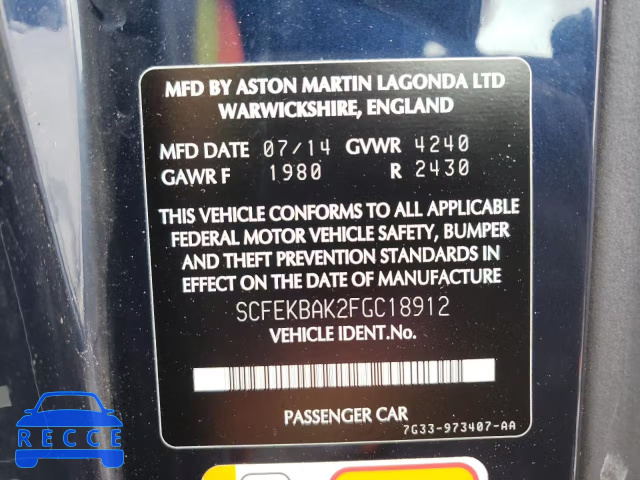 MFD BY ASTON MARTIN LAGONDA LTD
WARWICKSHIRE, ENGLAND
MFD DATE 07/14 GVWR 4240
GAWR F 1980 R 2430
THIS VEHICLE CONFORMS TO ALL APPLICABLE
FEDERAL MOTOR VEHICLE SAFETY, BUMPER
AND THEFT PREVENTION STANDARDS IN
EFFECT ON THE DATE OF MANUFACTURE
SCFEKBAK2FGC18912
VEHICLE IDENT.No.
PASSENGER CAR
7G33-973407-AA
RECCE